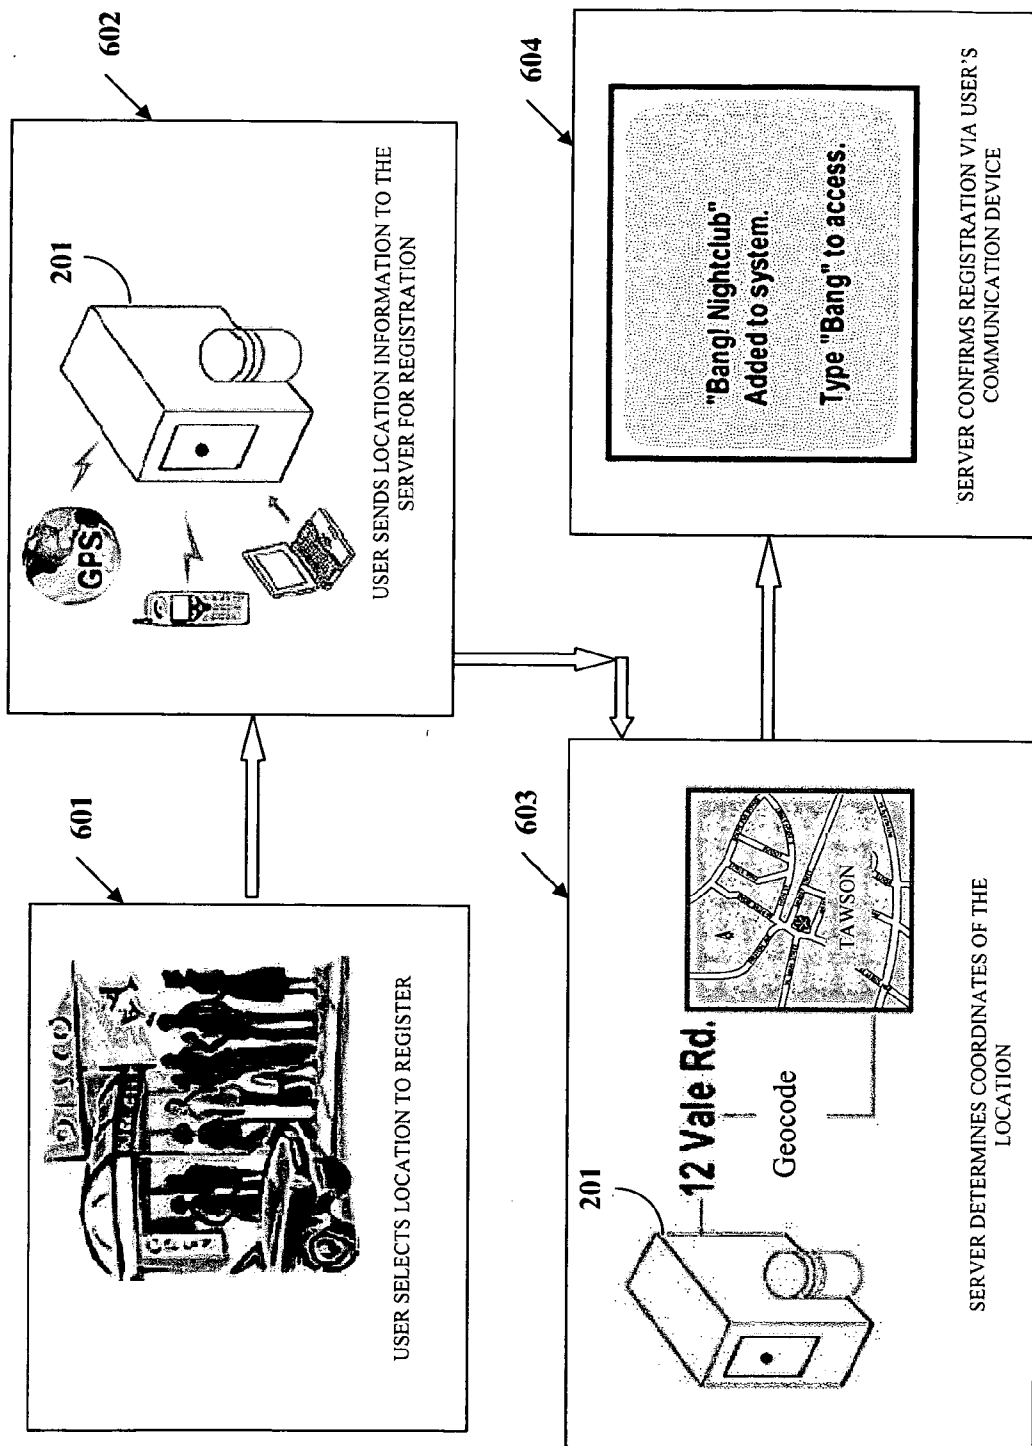 601
DISCO
USER SELECTS LOCATION TO REGISTER
602
201
GPS
USER SENDS LOCATION INFORMATION TO THE
SERVER FOR REGISTRATION
603
201
12 Vale Rd.
Geocode
TAWSON
SERVER DETERMINES COORDINATES OF THE
LOCATION
604
"Bang! Nightclub"
Added to system.
Type "Bang" to access.
SERVER CONFIRMS REGISTRATION VIA USER'S
COMMUNICATION DEVICE